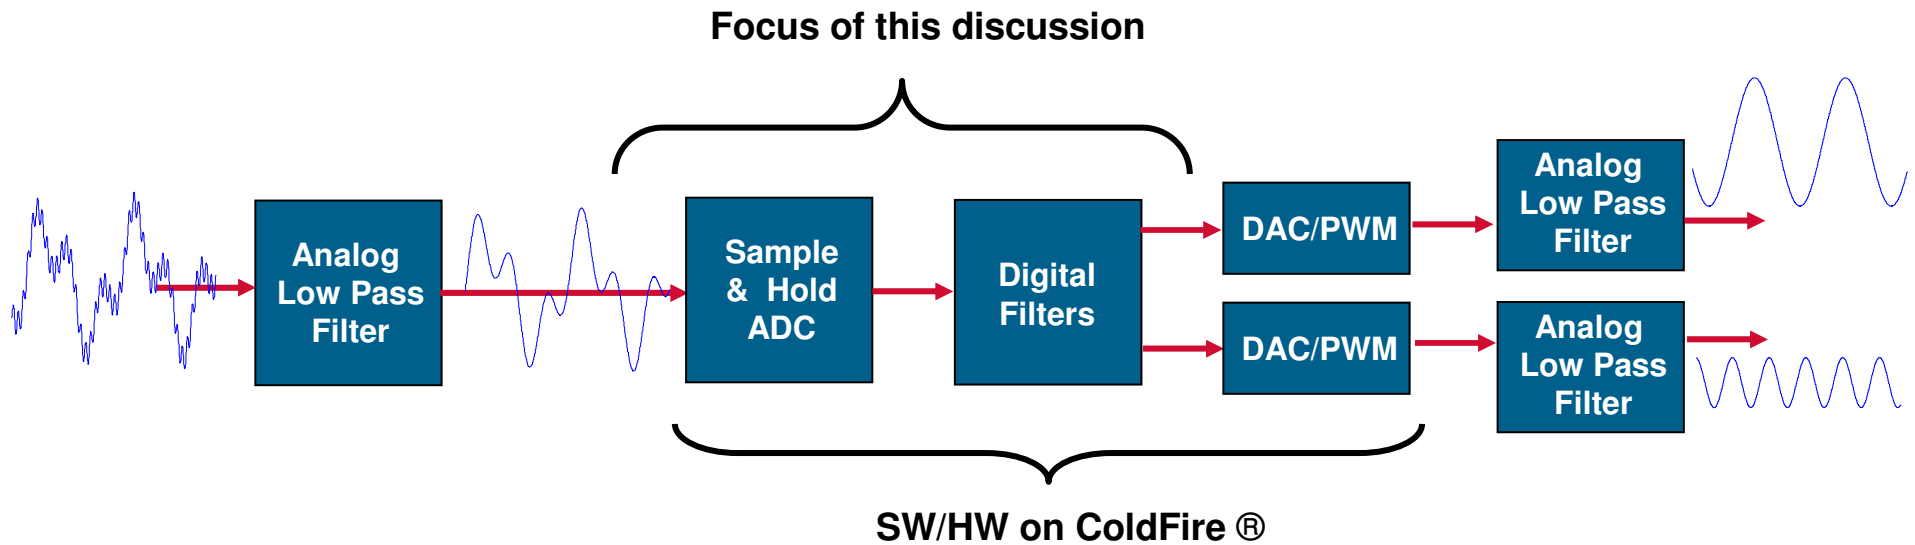 Focus of this discussion
Analog
Low Pass
Filter
Sample
& Hold
ADC
Digital
Filters
DAC/PWM
DAC/PWM
Analog
Low Pass
Filter
Analog
Low Pass
Filter
SW/HW on ColdFire ®